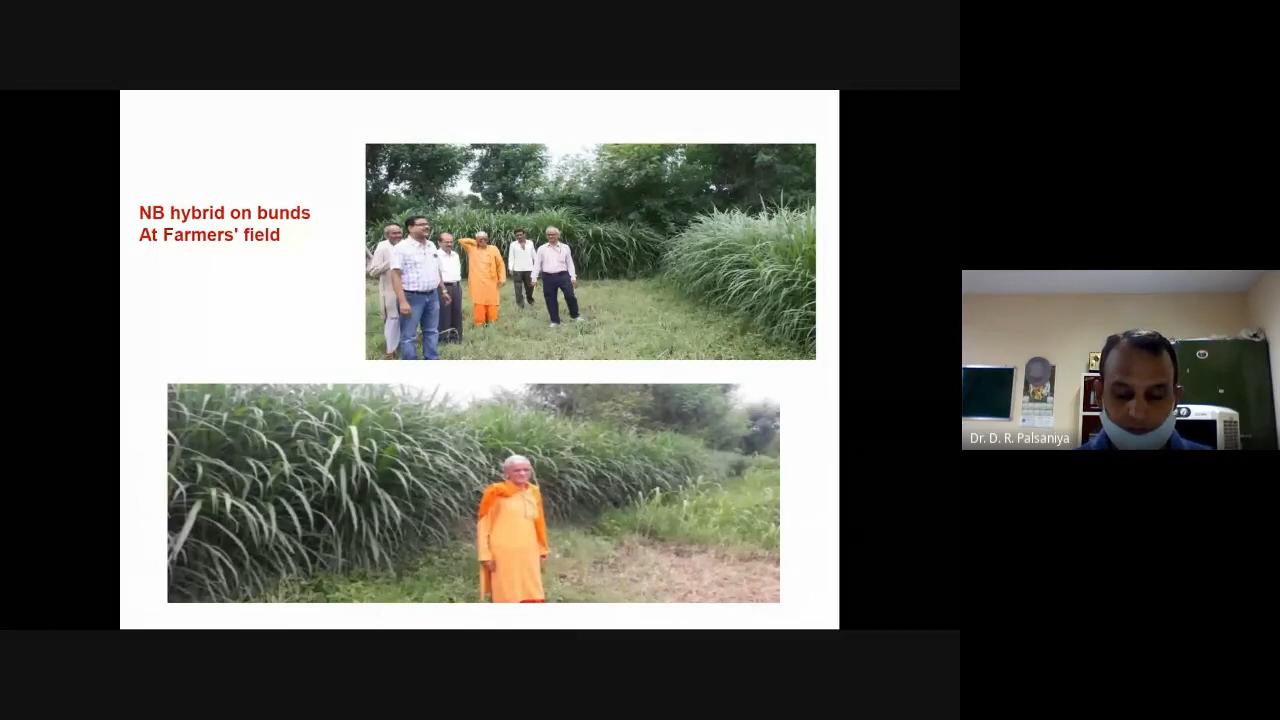 NB hybrid on bunds
At Farmers' field
Dr. D. R. Palsaniya